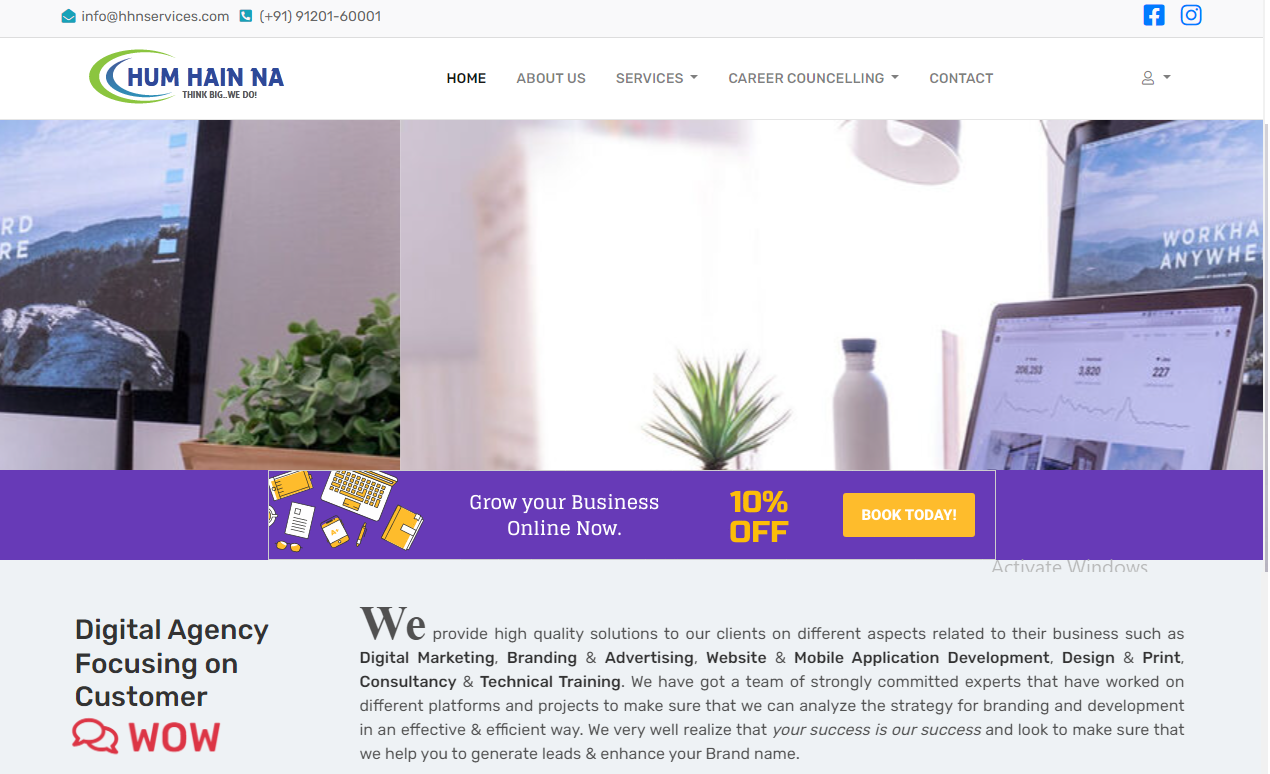 info@hhnservices.com (+91) 91201-60001
HUM HAIN NA
THINK BIG..WE DO!
HOME ABOUT US SERVICES CAREER COUNCELLING CONTACT
RD
RE
WORKHA
ANYWHE
206,253 3,820 227
Grow your Business
Online Now.
10%
OFF
BOOK TODAY!
A+
Activate Windows
Digital Agency
Focusing on
Customer
WOW
We provide high quality solutions to our clients on different aspects related to their business such as
Digital Marketing, Branding & Advertising, Website & Mobile Application Development, Design & Print,
Consultancy & Technical Training. We have got a team of strongly committed experts that have worked on
different platforms and projects to make sure that we can analyze the strategy for branding and development
in an effective & efficient way. We very well realize that your success is our success and look to make sure that
we help you to generate leads & enhance your Brand name.